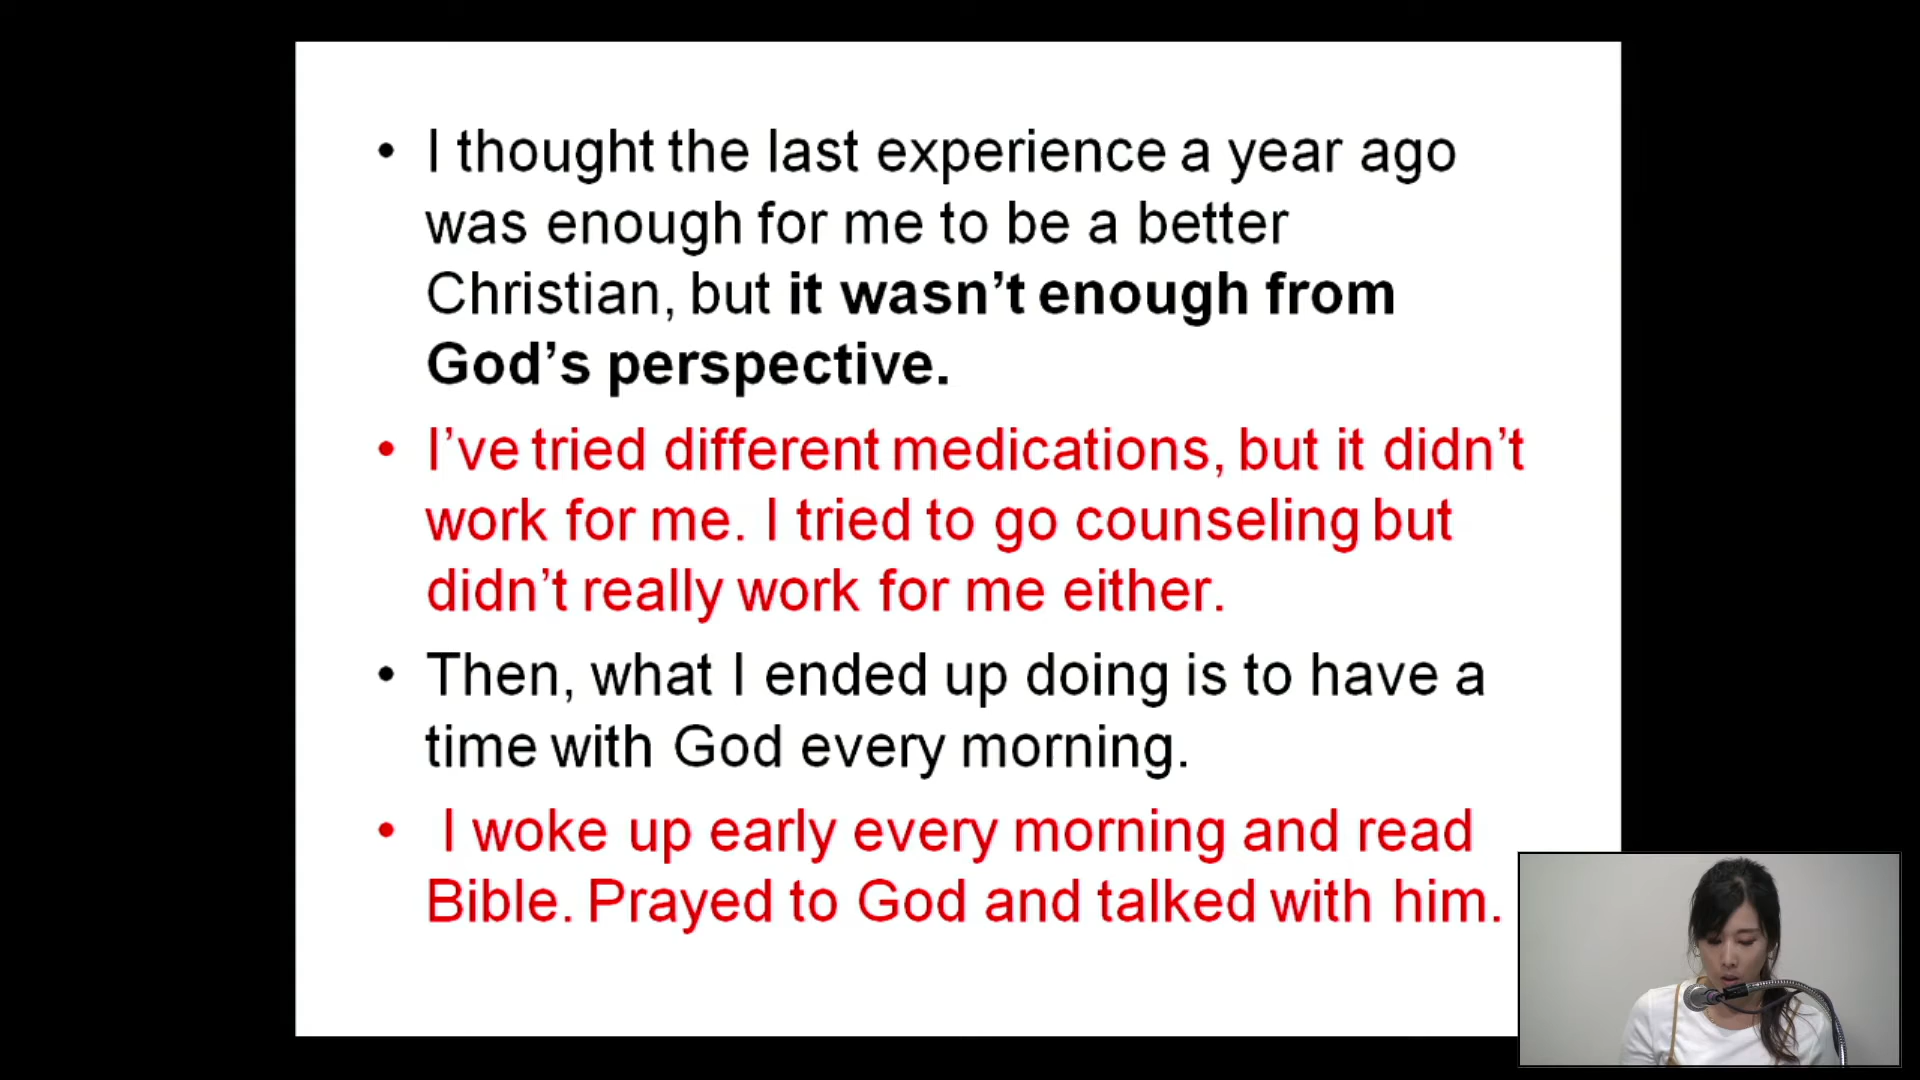 • I thought the last experience a year ago
was enough for me to be a better
Christian, but it wasn’t enough from
God’s perspective.
• I’ve tried different medications, but it didn’t
work for me. I tried to go counseling but
didn’t really work for me either.
• Then, what I ended up doing is to have a
time with God every morning.
• I woke up early every morning and read
Bible. Prayed to God and talked with him.